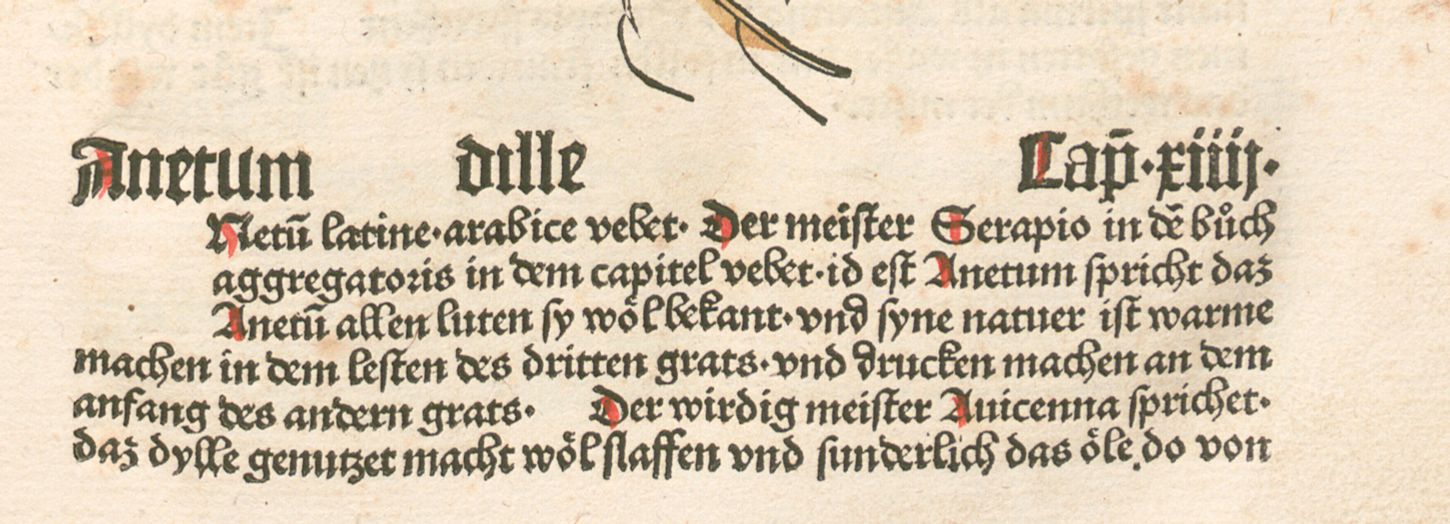 Anetum dille Cap̄·xiiij·
Netū latine·arabice vebet· Der meister Serapio in dē bůch
aggregatoris in dem capitel vebet·id est Anetum spricht daz
Anetū allen luten sy wöl bekant·vnd syne natuer ist warme
machen in dem lesten des dritten grats·vnd drucken machen an dem
anfang des andern grats· Der wirdig meister Auicenna sprichet·
daz dylle genutzet macht wöl slaffen vnd sunderlich das öle.do von